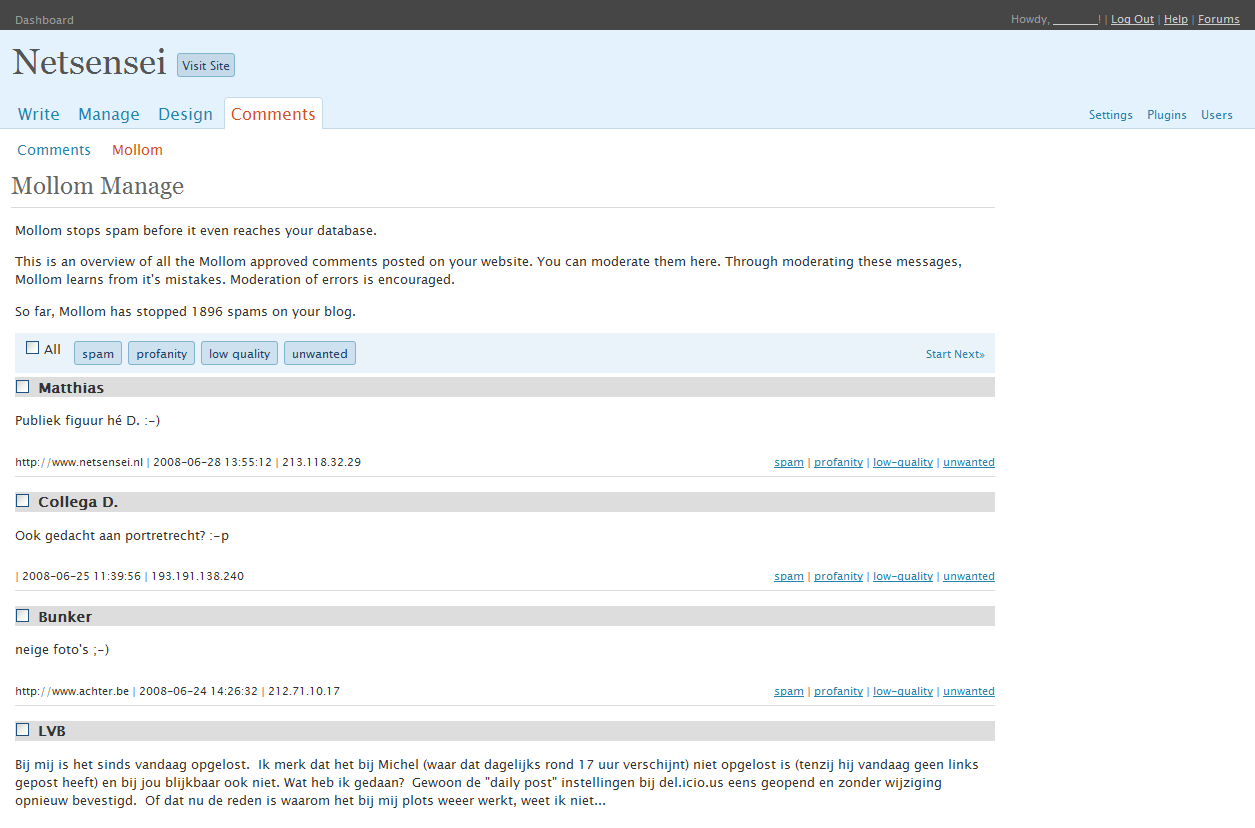 Dashboard
Howdy, _______! | Log Out | Help | Forums
Netsensei Visit Site
Write Manage Design Comments
Settings Plugins Users
Comments Mollom
Mollom Manage
Mollom stops spam before it even reaches your database.
This is an overview of all the Mollom approved comments posted on your website. You can moderate them here. Through moderating these messages,
Mollom learns from it's mistakes. Moderation of errors is encouraged.
So far, Mollom has stopped 1896 spams on your blog.
All spam profanity low quality unwanted Start Next»
Matthias
Publiek figuur hé D. :-)
http://www.netsensei.nl | 2008-06-28 13:55:12 | 213.118.32.29 spam | profanity | low-quality | unwanted
Collega D.
Ook gedacht aan portretrecht? :-p
| 2008-06-25 11:39:56 | 193.191.138.240 spam | profanity | low-quality | unwanted
Bunker
neige foto's ;-)
http://www.achter.be | 2008-06-24 14:26:32 | 212.71.10.17 spam | profanity | low-quality | unwanted
LVB
Bij mij is het sinds vandaag opgelost.  Ik merk dat het bij Michel (waar dat dagelijks rond 17 uur verschijnt) niet opgelost is (tenzij hij vandaag geen links
gepost heeft) en bij jou blijkbaar ook niet. Wat heb ik gedaan?  Gewoon de "daily post" instellingen bij del.icio.us eens geopend en zonder wijziging
opnieuw bevestigd.  Of dat nu de reden is waarom het bij mij plots weeer werkt, weet ik niet...